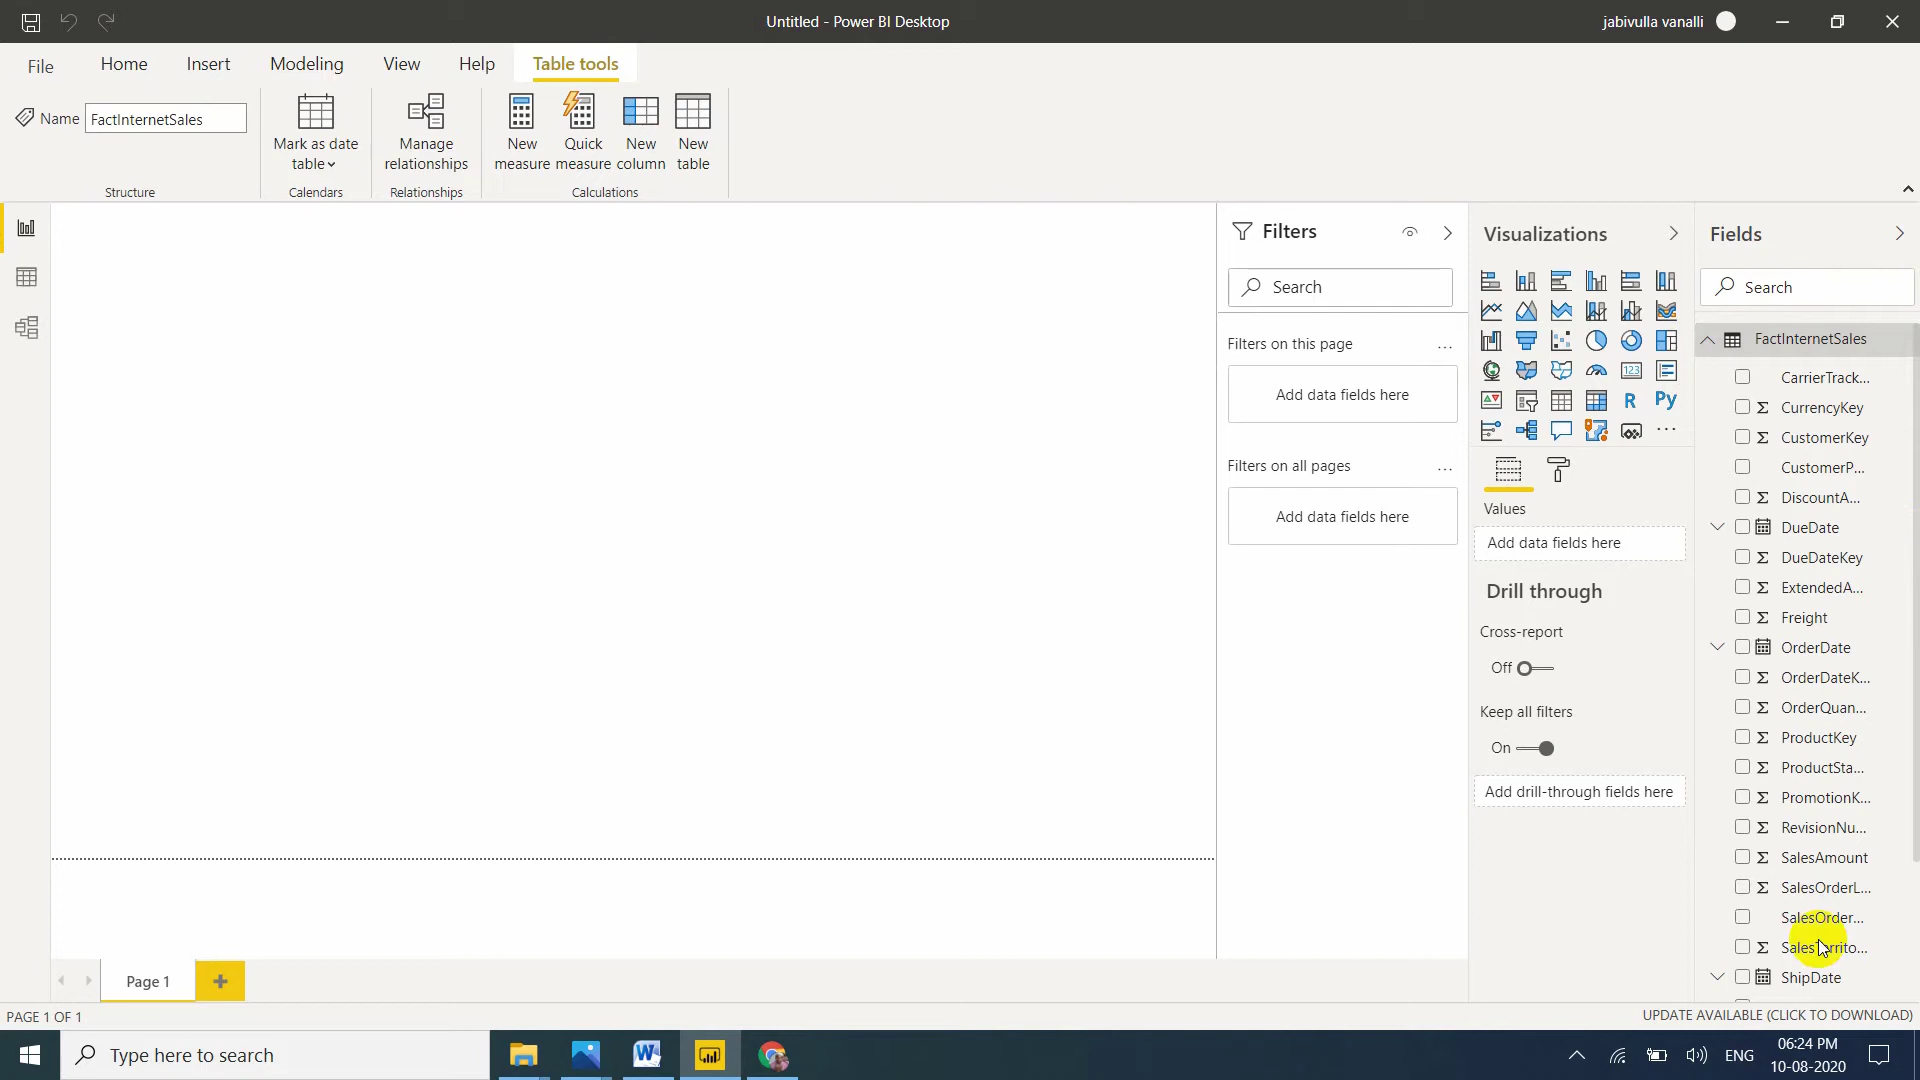 Untitled - Power BI Desktop
jabivulla vanalli
File
Home
Insert
Modeling
View
Help
Table tools
Name
FactInternetSales
Mark as date
table
Manage
relationships
New
measure
Quick
measure
New
column
New
table
Structure
Calendars
Relationships
Calculations
Filters
Search
Filters on this page
...
Add data fields here
Filters on all pages
...
Add data fields here
Visualizations
123
R
Py
...
Values
Add data fields here
Drill through
Cross-report
Off
Keep all filters
On
Add drill-through fields here
Fields
Search
FactInternetSales
CarrierTrack...
Σ CurrencyKey
Σ CustomerKey
CustomerP...
Σ DiscountA...
DueDate
Σ DueDateKey
Σ ExtendedA...
Σ Freight
OrderDate
Σ OrderDateK...
Σ OrderQuan...
Σ ProductKey
Σ ProductSta...
Σ PromotionK...
Σ RevisionNu...
Σ SalesAmount
Σ SalesOrderL...
SalesOrder...
Σ SalesTerrito...
ShipDate
Page 1
PAGE 1 OF 1
UPDATE AVAILABLE (CLICK TO DOWNLOAD)
Type here to search
ENG
06:24 PM
10-08-2020